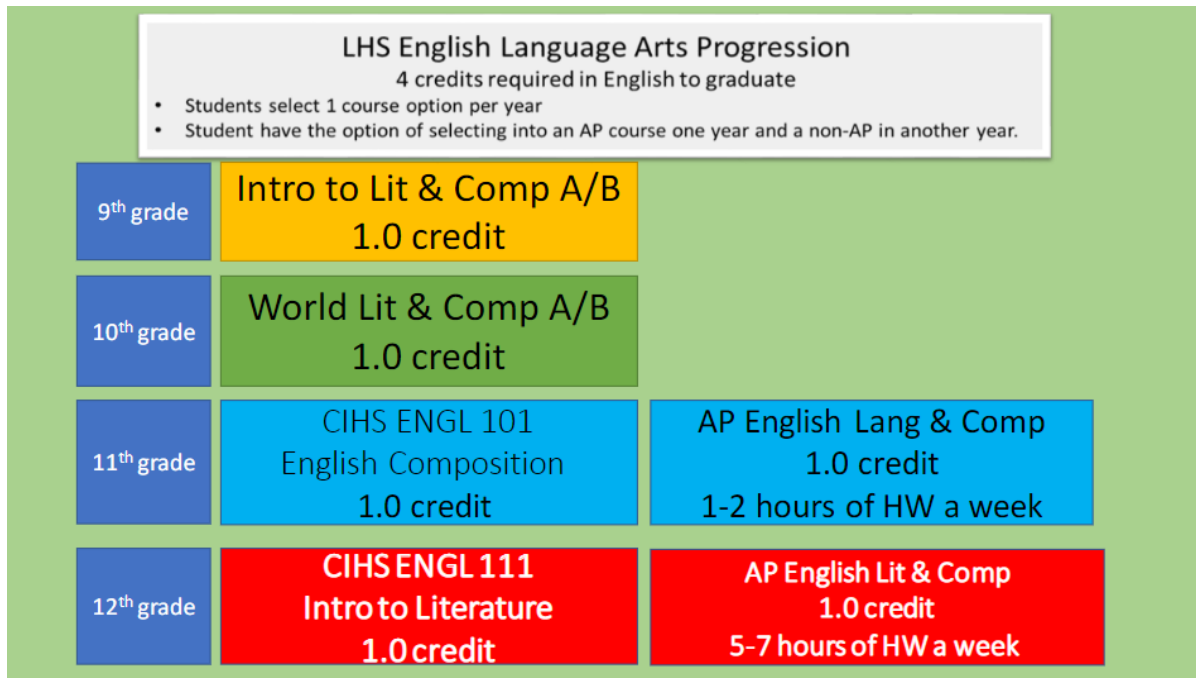 LHS English Language Arts Progression
4 credits required in English to graduate
• Students select 1 course option per year
• Student have the option of selecting into an AP course one year and a non-AP in another year.
9th grade
Intro to Lit & Comp A/B
1.0 credit
10th grade
World Lit & Comp A/B
1.0 credit
11th grade
CIHS ENGL 101
English Composition
1.0 credit
AP English Lang & Comp
1.0 credit
1-2 hours of HW a week
12th grade
CIHS ENGL 111
Intro to Literature
1.0 credit
AP English Lit & Comp
1.0 credit
5-7 hours of HW a week